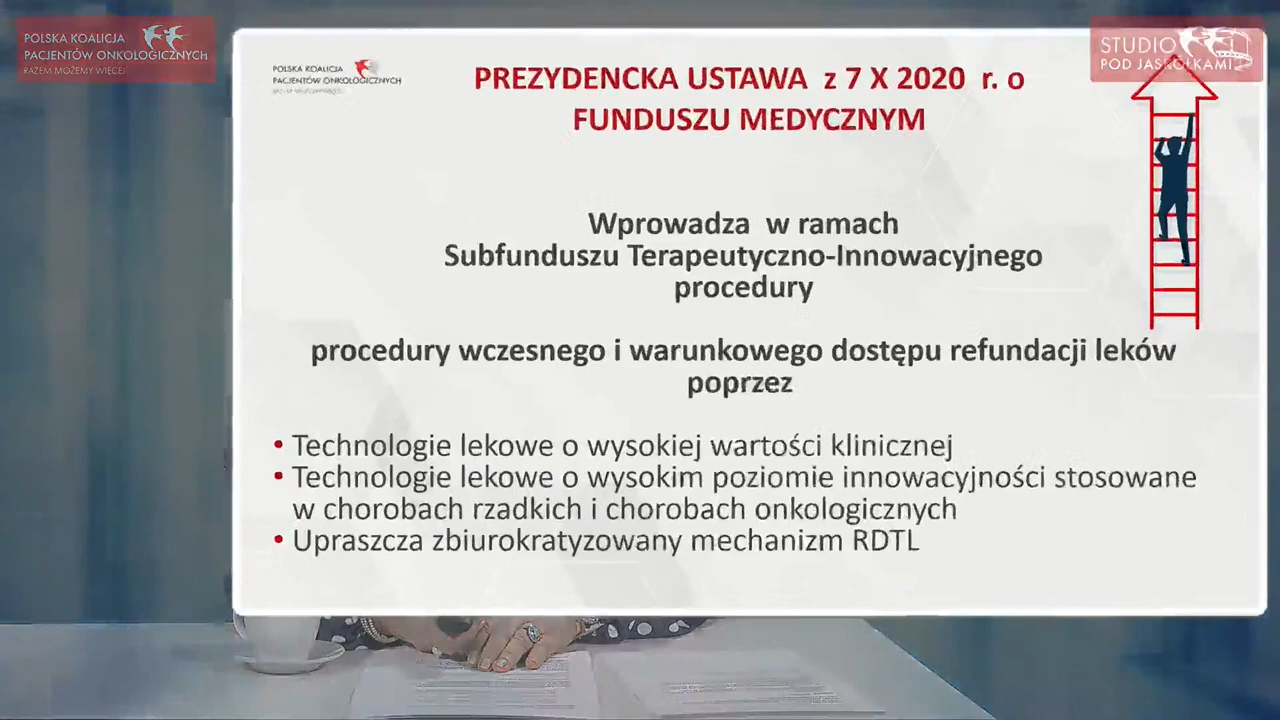 POLSKA KOALICJA
PACJENTÓW ONKOLOGICZNYCH
RAZEM MOŻEMY WIĘCEJ
STUDIO
POD JASKÓŁKAMI
POLSKA KOALICJA
PACJENTÓW ONKOLOGICZNYCH
PREZYDENCKA USTAWA z 7 X 2020 r. o
FUNDUSZU MEDYCZNYM
Wprowadza w ramach
Subfunduszu Terapeutyczno-Innowacyjnego
procedury
procedury wczesnego i warunkowego dostępu refundacji leków
poprzez
• Technologie lekowe o wysokiej wartości klinicznej
• Technologie lekowe o wysokim poziomie innowacyjności stosowane
w chorobach rzadkich i chorobach onkologicznych
• Upraszcza zbiurokratyzowany mechanizm RDTL